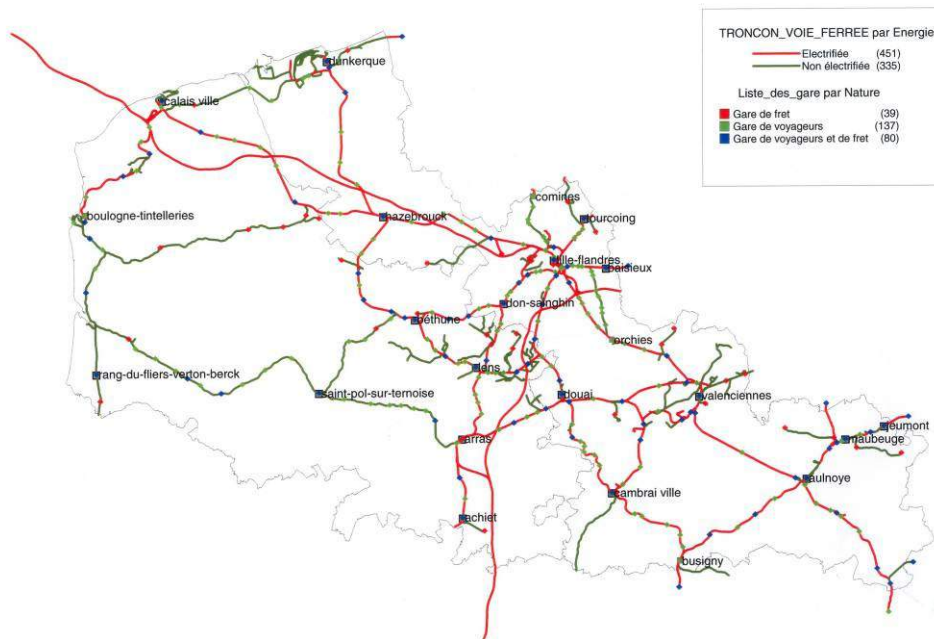 TRONCON_VOIE_FERREE par Energie
Electrifiée (451)
Non électrifiée (335)
Liste_des_gare par Nature
Gare de fret (39)
Gare de voyageurs (137)
Gare de voyageurs et de fret (80)
dunkerque
calais ville
comines
boulogne-tintelleries
hazebrouck
tourcoing
lille-flandres
baisieux
don-sainghin
béthune
orchies
lens
rang-du-fliers-verton-berck
saint-pol-sur-ternoise
douai
valenciennes
jeumont
maubeuge
arras
aulnoye
cambrai ville
achiet
busigny